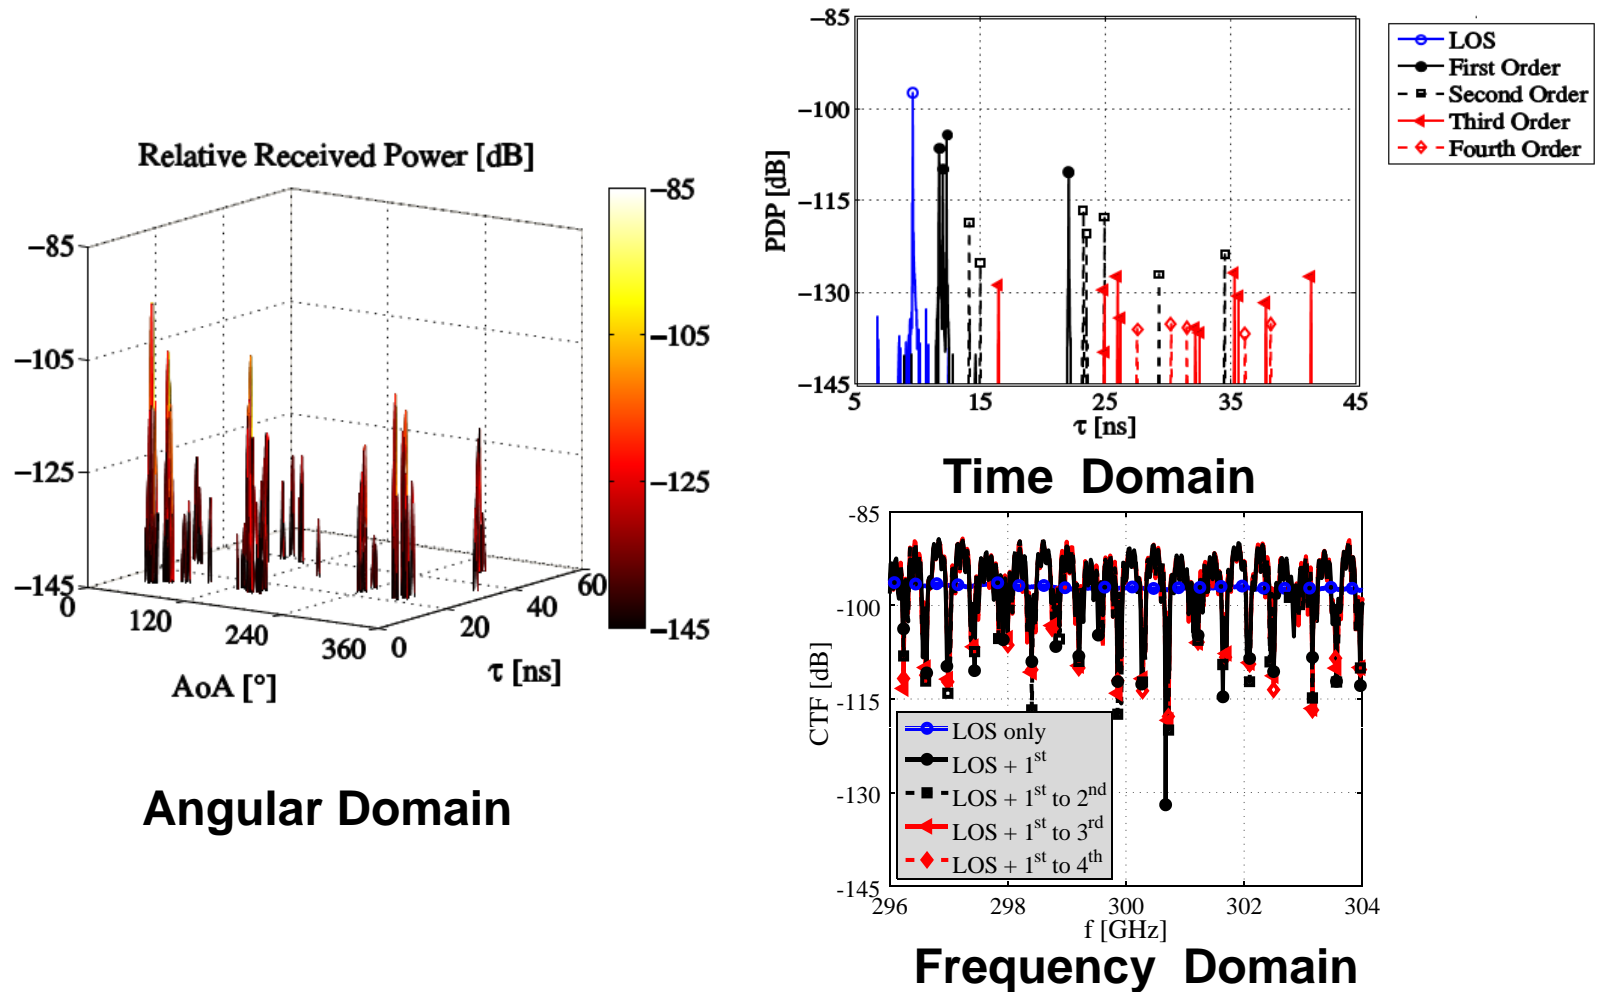 Relative Received Power [dB]
−85
−105
−125
−145
0
120
240
360
0
20
40
60
AoA [°]
τ [ns]
−85
−105
−125
−145
Angular Domain
−85
−100
−115
−130
−145
5
15
25
35
45
PDP [dB]
τ [ns]
LOS
First Order
Second Order
Third Order
Fourth Order
Time Domain
-85
-100
-115
-130
-145
296
298
300
302
304
CTF [dB]
f [GHz]
LOS only
LOS + 1st
LOS + 1st to 2nd
LOS + 1st to 3rd
LOS + 1st to 4th
Frequency Domain